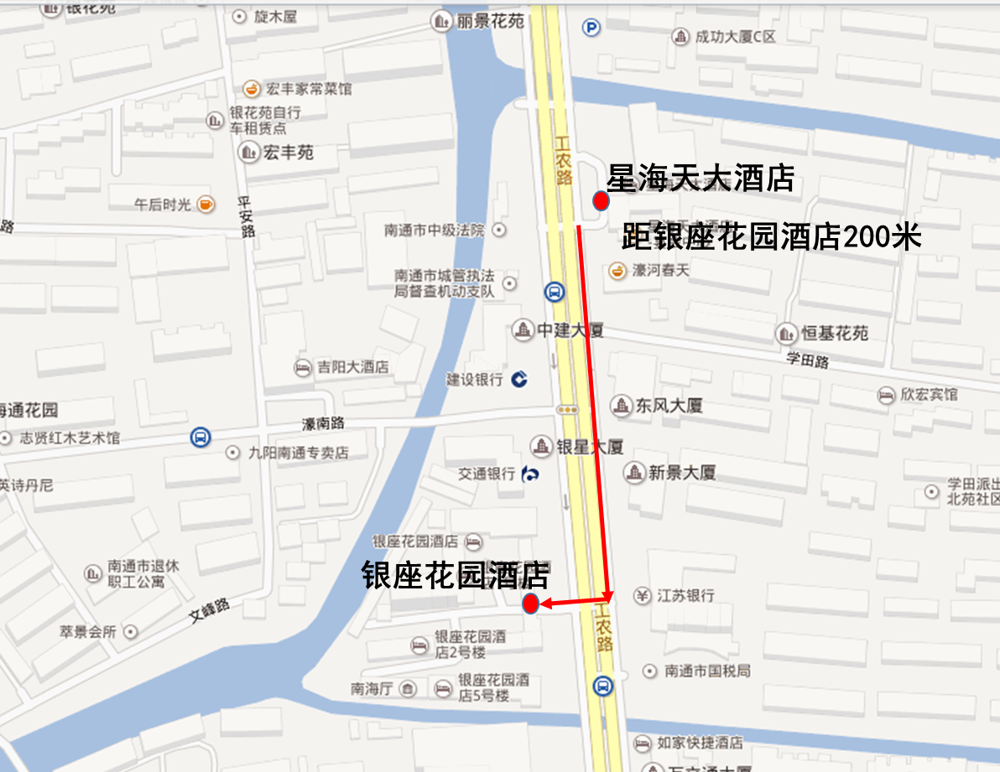 银花苑
旋木屋
丽景花苑
P
成功大厦C区
宏丰家常菜馆
银花苑自行
车租赁点
宏丰苑
工农路
星海天大酒店
午后时光
平安路
路
南通市中级法院
距银座花园酒店200米
濠河春天
南通市城管执法
局督查机动支队
中建大厦
恒基花苑
学田路
吉阳大酒店
建设银行
欣宏宾馆
东风大厦
海通花园
濠南路
志贤红木艺术馆
九阳南通专卖店
银星大厦
交通银行
新景大厦
英诗丹尼
学田派出
北苑社区
银座花园酒店
银座花园酒店
南通市退休
职工公寓
江苏银行
文峰路
工农路
萃景会所
银座花园酒
店2号楼
南海厅
银座花园酒
店5号楼
南通市国税局
如家快捷酒店